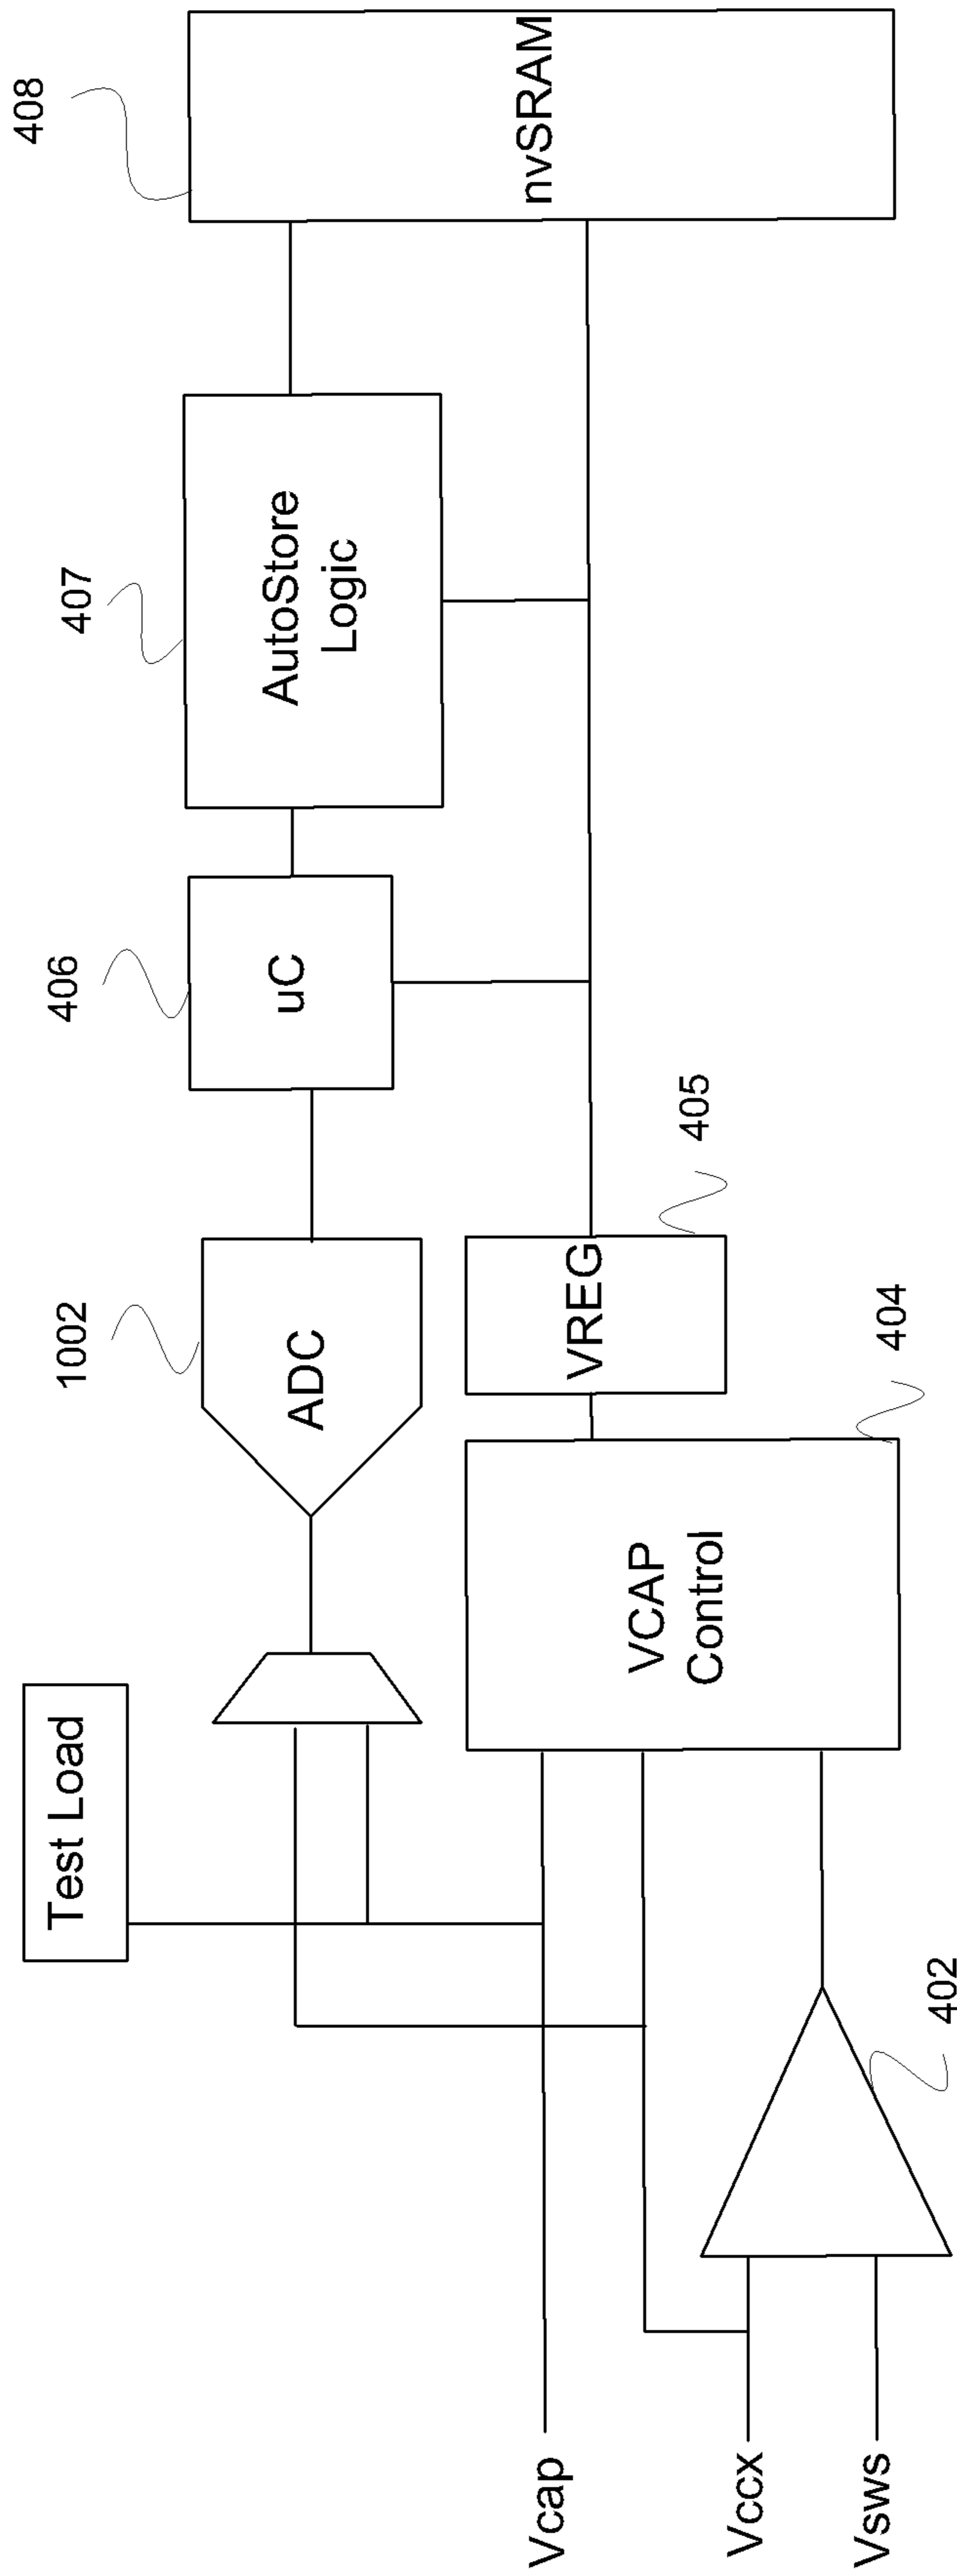 Test Load
1002
ADC
406
uC
407
AutoStore
Logic
408
nvSRAM
VCAP
Control
404
VREG
405
402
Vcap
Vccx
Vsws